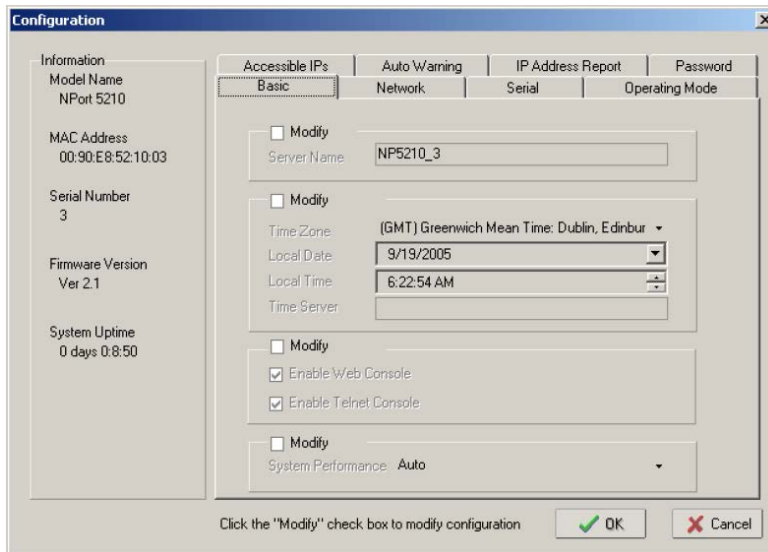 Configuration
Information
Model Name
NPort 5210
MAC Address
00:90:E8:52:10:03
Serial Number
3
Firmware Version
Ver 2.1
System Uptime
0 days 0:8:50
Accessible IPs
Auto Warning
IP Address Report
Password
Basic
Network
Serial
Operating Mode
Modify
Server Name
NP5210_3
Modify
Time Zone
(GMT) Greenwich Mean Time: Dublin, Edinbur
Local Date
9/19/2005
Local Time
6:22:54 AM
Time Server
Modify
Enable Web Console
Enable Telnet Console
Modify
System Performance
Auto
Click the "Modify" check box to modify configuration
OK
Cancel